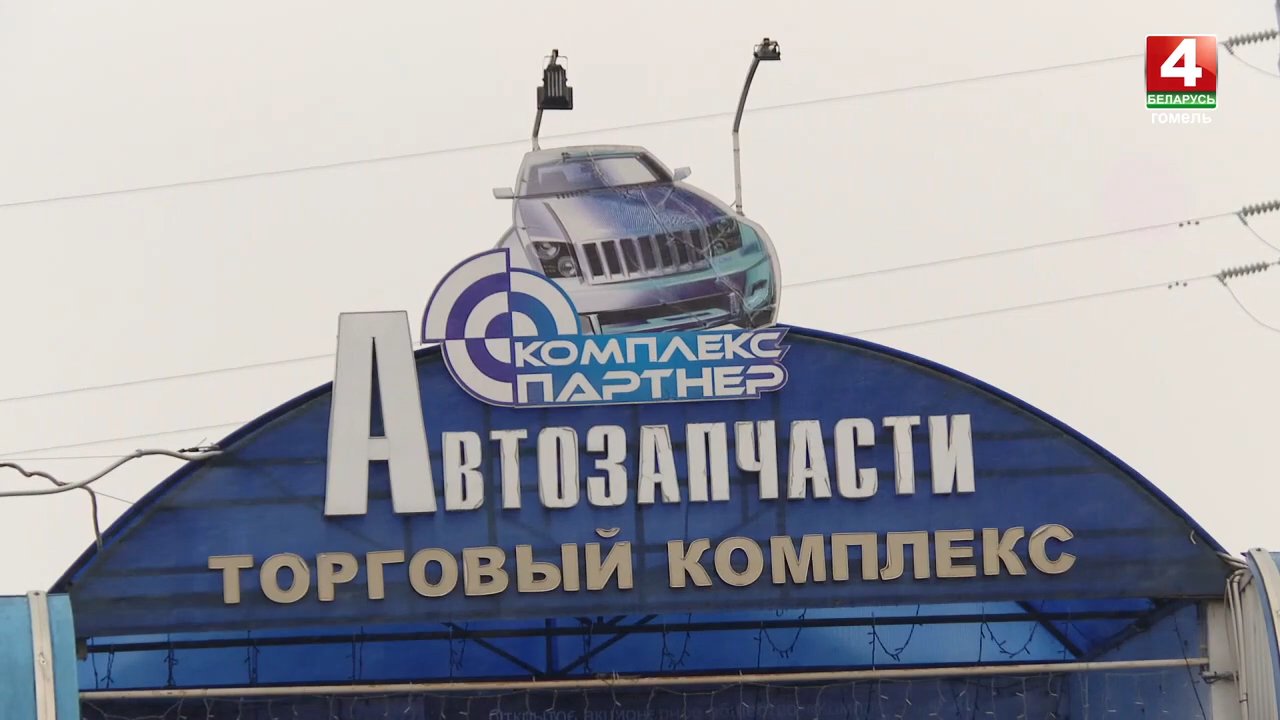 4
БЕЛАРУСЬ
гомель
КОМПЛЕКС
ПАРТНЕР
АВТОЗАПЧАСТИ
ТОРГОВЫЙ КОМПЛЕКС